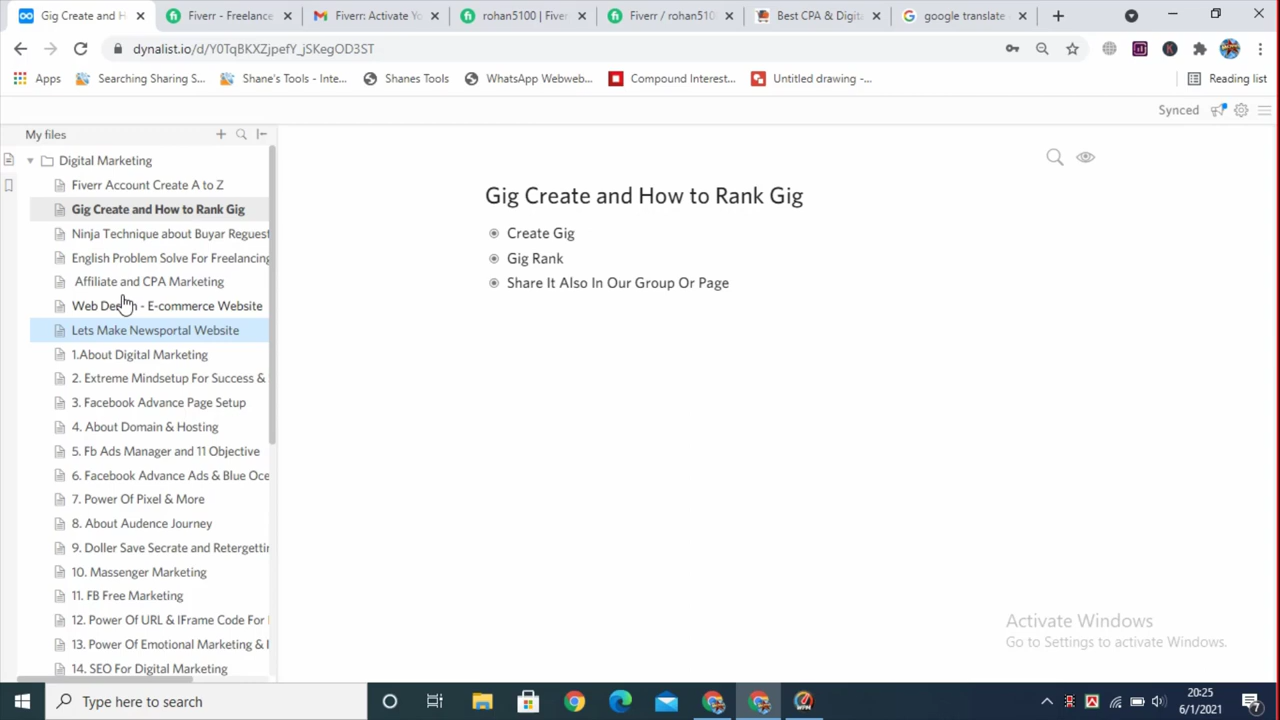 Gig Create and H
Fiverr - Freelance
Fiverr: Activate Yo
rohan5100 | Fiverr
Fiverr / rohan5100
Best CPA & Digita
google translate
dynalist.io/d/Y0TqBKXZjpefY_jSKegOD3ST
Apps
Searching Sharing S...
Shane's Tools - Inte...
Shanes Tools
WhatsApp Webweb...
Compound Interest...
Untitled drawing -...
Reading list
Synced
My files
Digital Marketing
Fiverr Account Create A to Z
Gig Create and How to Rank Gig
Ninja Technique about Buyar Reguest
English Problem Solve For Freelancing
Affiliate and CPA Marketing
Web Design - E-commerce Website
Lets Make Newsportal Website
1.About Digital Marketing
2. Extreme Mindsetup For Success &
3. Facebook Advance Page Setup
4. About Domain & Hosting
5. Fb Ads Manager and 11 Objective
6. Facebook Advance Ads & Blue Oce
7. Power Of Pixel & More
8. About Audence Journey
9. Doller Save Secrate and Retergettin
10. Massenger Marketing
11. FB Free Marketing
12. Power Of URL & IFrame Code For
13. Power Of Emotional Marketing & I
14. SEO For Digital Marketing
Gig Create and How to Rank Gig
Create Gig
Gig Rank
Share It Also In Our Group Or Page
Activate Windows
Go to Settings to activate Windows.
Type here to search
20:25
6/1/2021
7